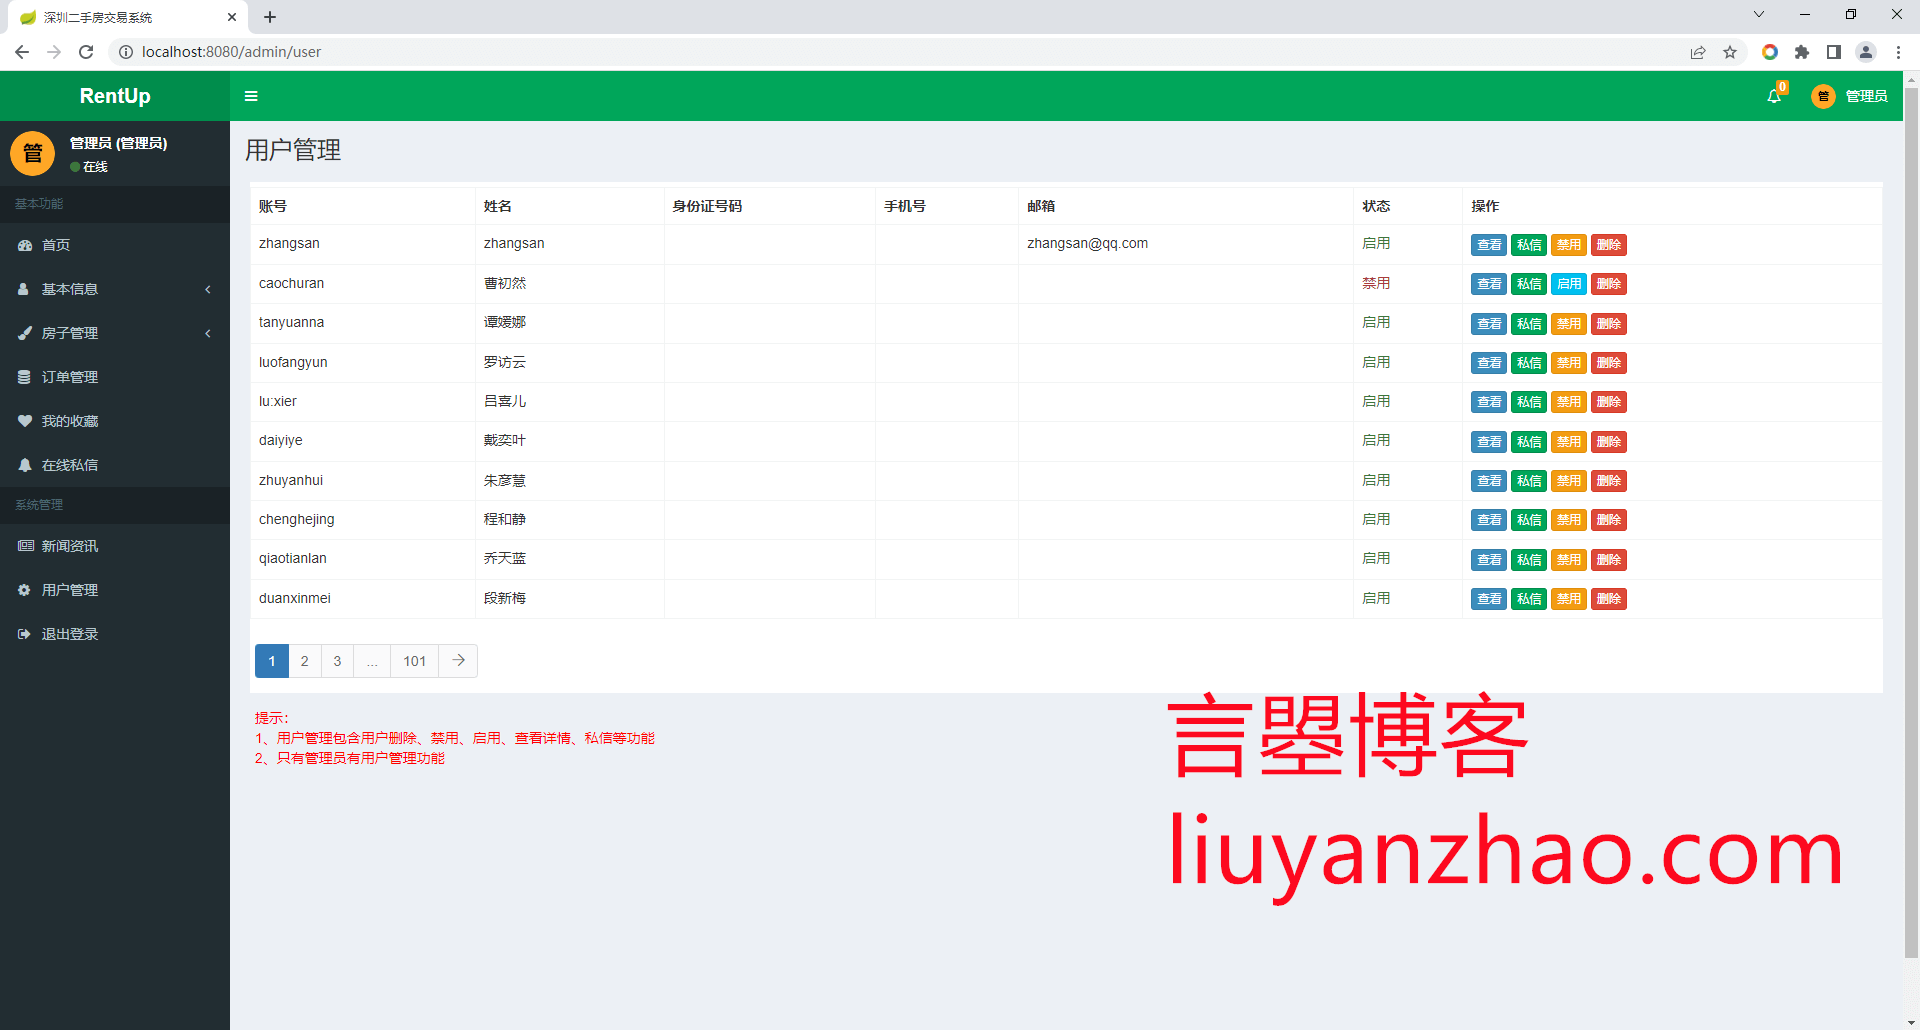 深圳二手房交易系统
localhost:8080/admin/user
RentUp
0
管 管理员
管
管理员 (管理员)
在线
基本功能
首页
基本信息
房子管理
订单管理
我的收藏
在线私信
系统管理
新闻资讯
用户管理
退出登录
用户管理
账号 姓名 身份证号码 手机号 邮箱 状态 操作
zhangsan zhangsan zhangsan@qq.com 启用 查看 私信 禁用 删除
caochuran 曹初然 禁用 查看 私信 启用 删除
tanyuanna 谭媛娜 启用 查看 私信 禁用 删除
luofangyun 罗访云 启用 查看 私信 禁用 删除
lu:xier 吕喜儿 启用 查看 私信 禁用 删除
daiyiye 戴奕叶 启用 查看 私信 禁用 删除
zhuyanhui 朱彦慧 启用 查看 私信 禁用 删除
chenghejing 程和静 启用 查看 私信 禁用 删除
qiaotianlan 乔天蓝 启用 查看 私信 禁用 删除
duanxinmei 段新梅 启用 查看 私信 禁用 删除
1 2 3 ... 101
提示：
1、用户管理包含用户删除、禁用、启用、查看详情、私信等功能
2、只有管理员有用户管理功能
言曌博客
liuyanzhao.com